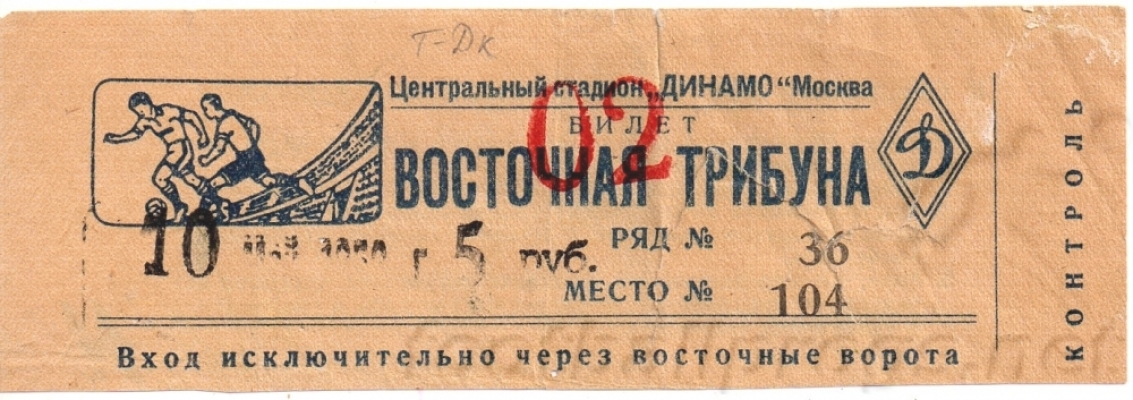 Т-Дк
Центральный стадион „ДИНАМО“ Москва
БИЛЕТ
02
ВОСТОЧНАЯ ТРИБУНА
Д
10 г 5 руб.
РЯД № 36
МЕСТО № 104
Вход исключительно через восточные ворота
КОНТРОЛЬ